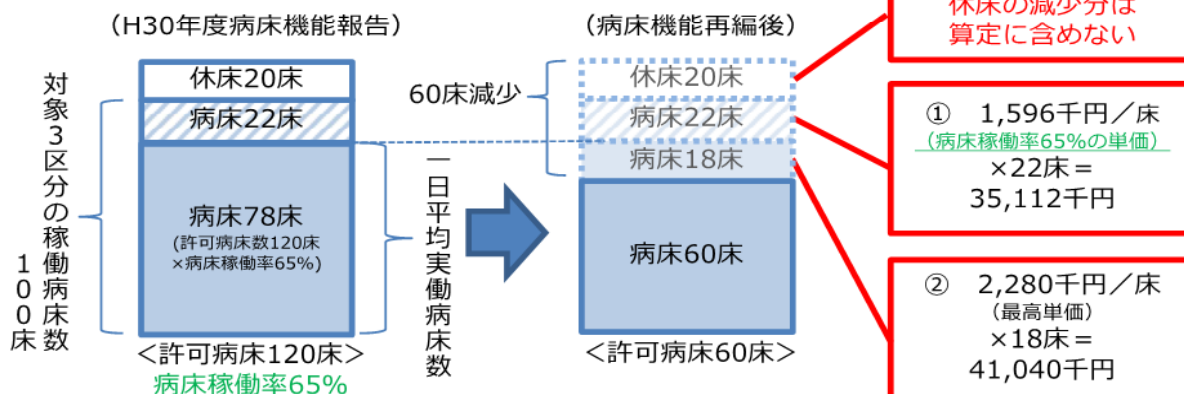 （H30年度病床機能報告）
対象3区分の稼働病床数
100床
休床20床
病床22床
病床78床
(許可病床数120床
×病床稼働率65%)
＜許可病床120床＞
病床稼働率65%
一日平均実働病床数
（病床機能再編後）
60床減少
休床20床
病床22床
病床18床
病床60床
＜許可病床60床＞
休床の減少分は
算定に含めない
① 1,596千円／床
（病床稼働率65%の単価）
×22床＝
35,112千円
② 2,280千円／床
（最高単価）
×18床＝
41,040千円